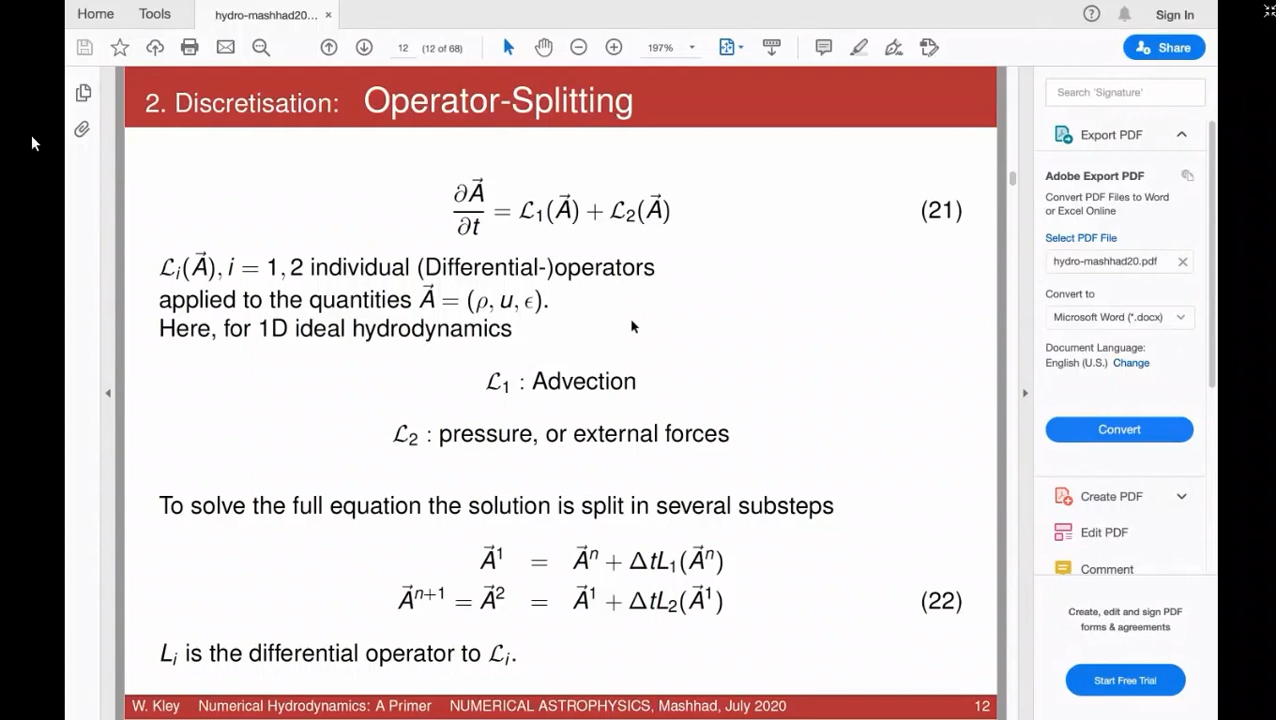 Home Tools hydro-mashhad20... × Sign In
12 (12 of 68) 197% Share
2. Discretisation: Operator-Splitting
∂A⃗/∂t = ℒ₁(A⃗) + ℒ₂(A⃗) (21)
ℒᵢ(A⃗), i = 1, 2 individual (Differential-)operators
applied to the quantities A⃗ = (ρ, u, ϵ).
Here, for 1D ideal hydrodynamics
ℒ₁ : Advection
ℒ₂ : pressure, or external forces
To solve the full equation the solution is split in several substeps
A⃗¹ = A⃗ⁿ + ΔtL₁(A⃗ⁿ)
A⃗ⁿ⁺¹ = A⃗² = A⃗¹ + ΔtL₂(A⃗¹) (22)
Lᵢ is the differential operator to ℒᵢ.
W. Kley Numerical Hydrodynamics: A Primer NUMERICAL ASTROPHYSICS, Mashhad, July 2020 12
Search 'Signature'
Export PDF
Adobe Export PDF
Convert PDF Files to Word
or Excel Online
Select PDF File
hydro-mashhad20.pdf
Convert to
Microsoft Word (*.docx)
Document Language:
English (U.S.) Change
Convert
Create PDF
Edit PDF
Comment
Create, edit and sign PDF
forms & agreements
Start Free Trial